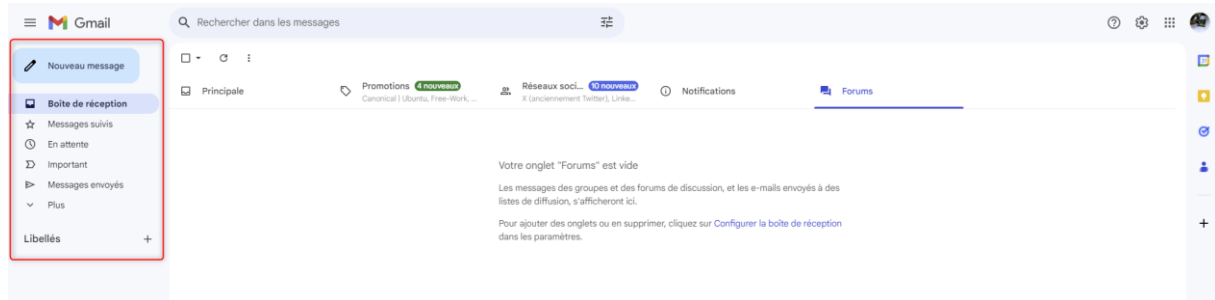 Gmail
Rechercher dans les messages
Nouveau message
Boîte de réception
Messages suivis
En attente
Important
Messages envoyés
Plus
Libellés
Principale
Promotions 4 nouveaux
Canonical | Ubuntu, Free-Work, ...
Réseaux soci... 10 nouveaux
X (anciennement Twitter), Linke...
Notifications
Forums
Votre onglet "Forums" est vide
Les messages des groupes et des forums de discussion, et les e-mails envoyés à des
listes de diffusion, s'afficheront ici.
Pour ajouter des onglets ou en supprimer, cliquez sur Configurer la boîte de réception
dans les paramètres.